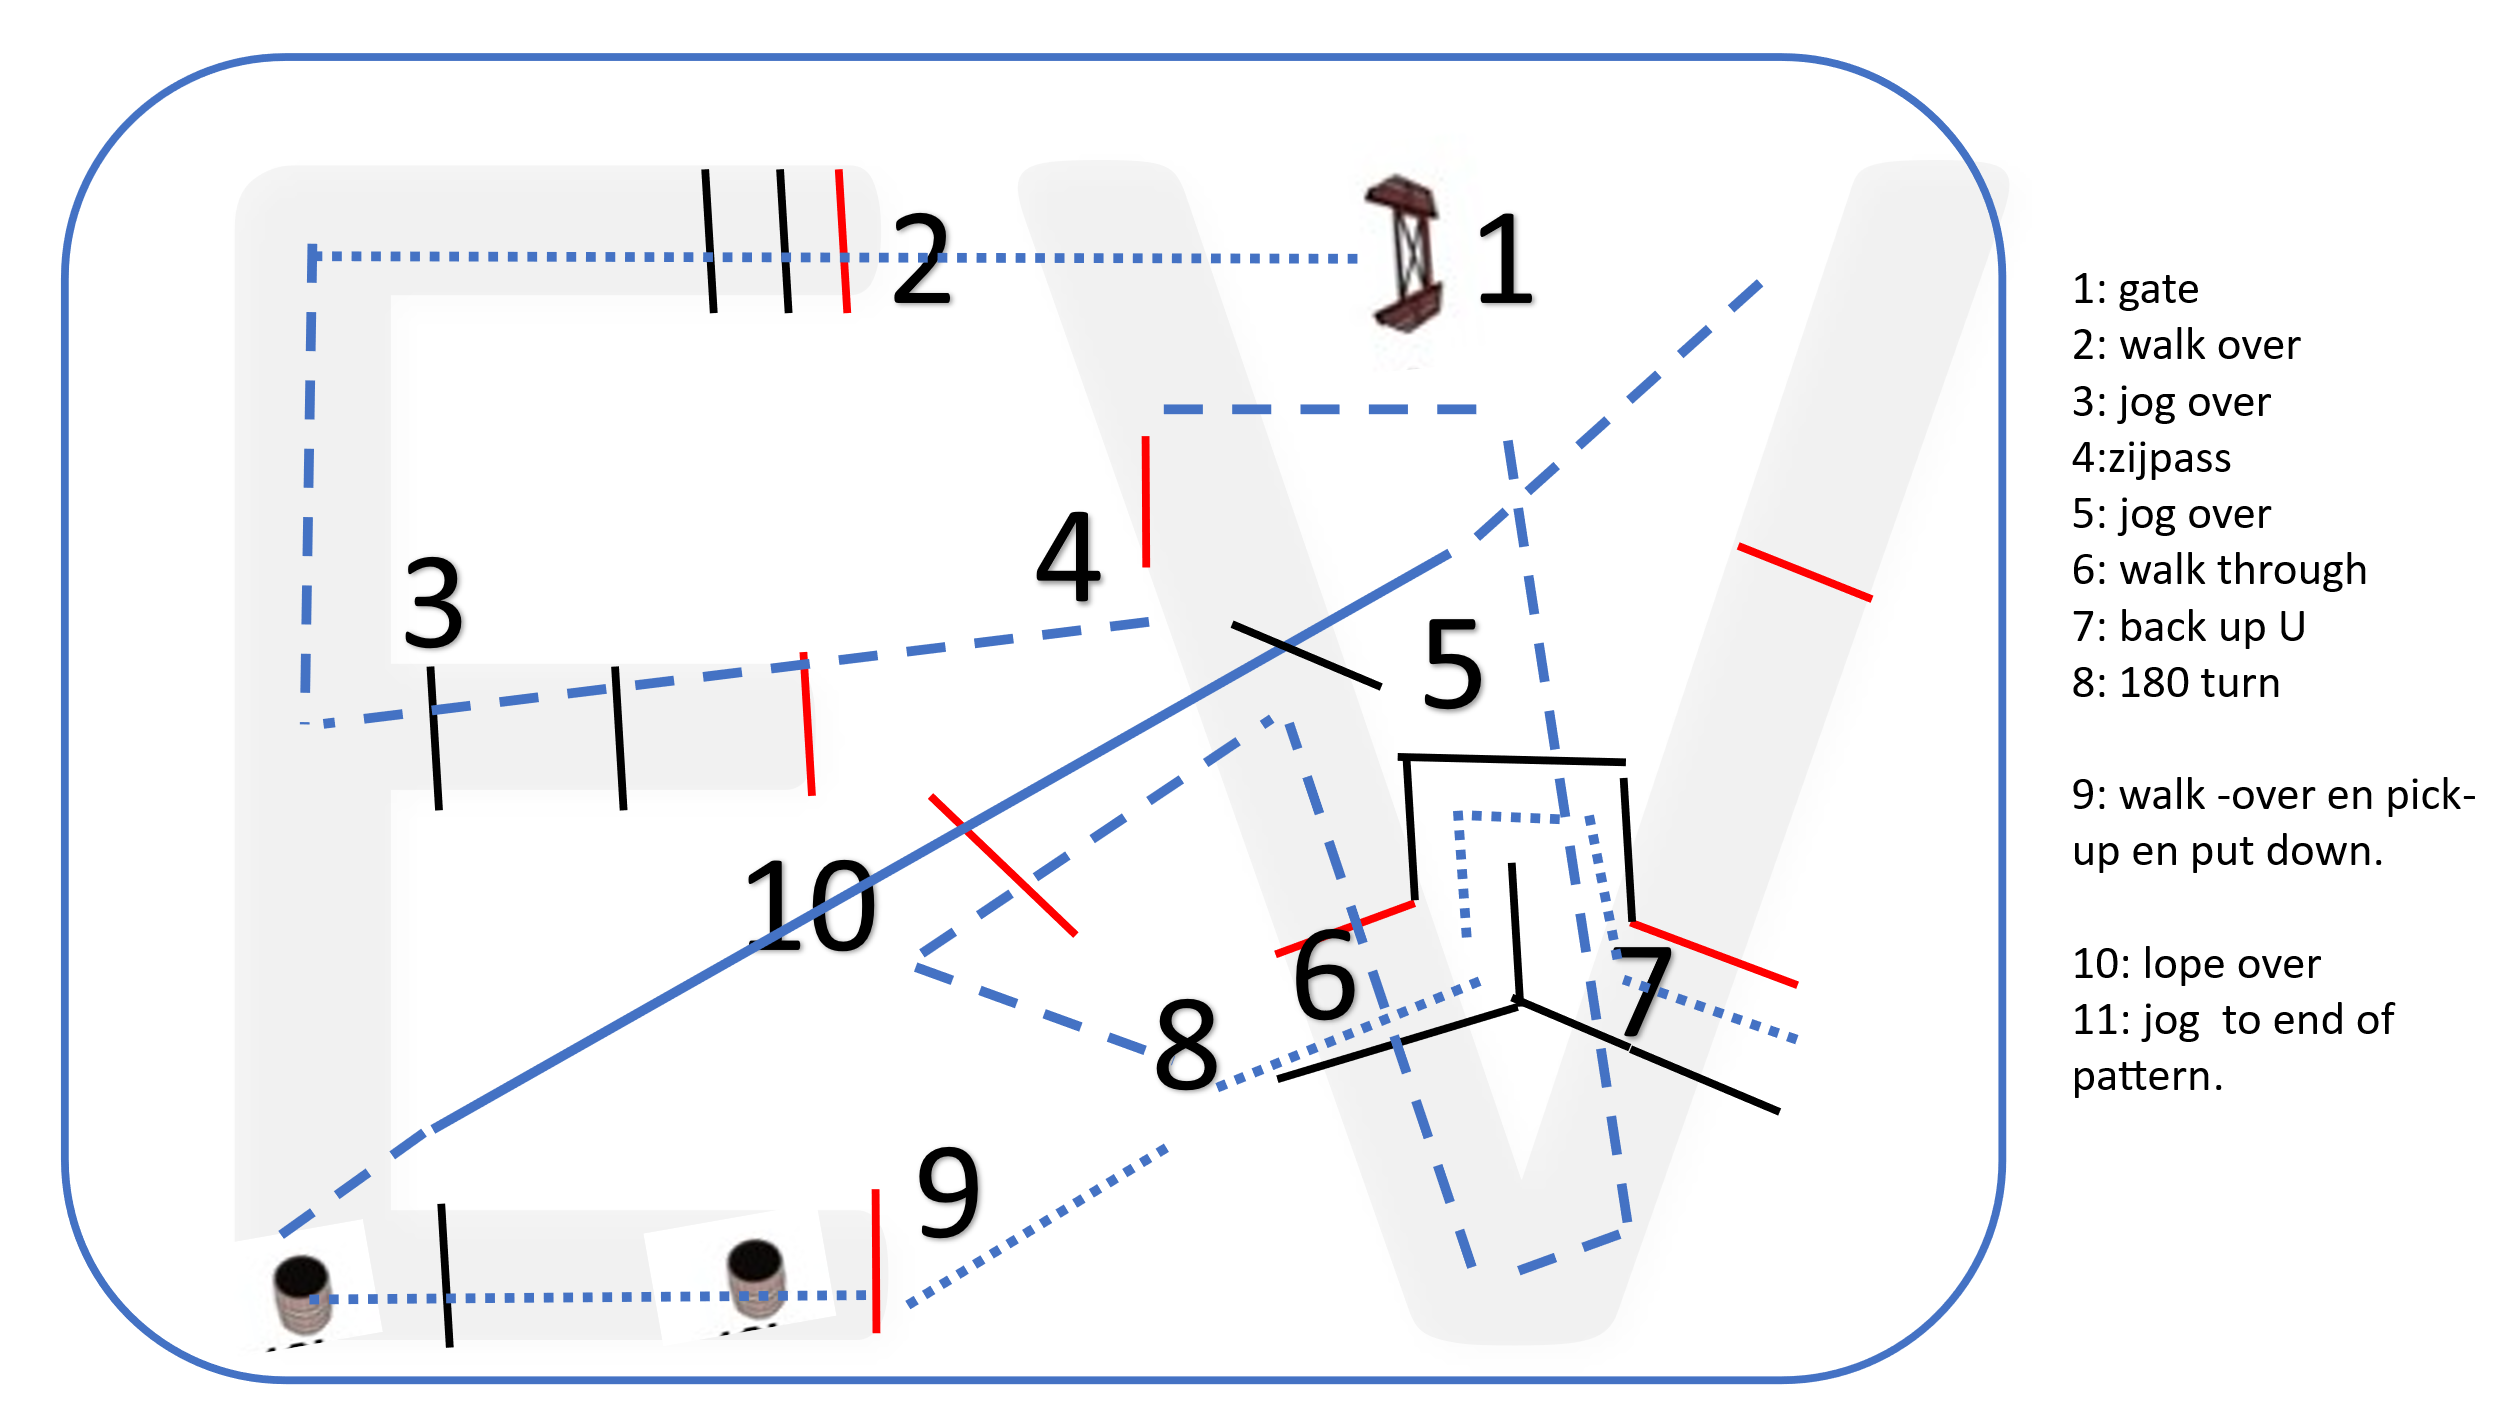 2
1
3
4
5
10
6
7
8
9
1: gate
2: walk over
3: jog over
4:zijpass
5: jog over
6: walk through
7: back up U
8: 180 turn
9: walk -over en pick-
up en put down.
10: lope over
11: jog  to end of
pattern.